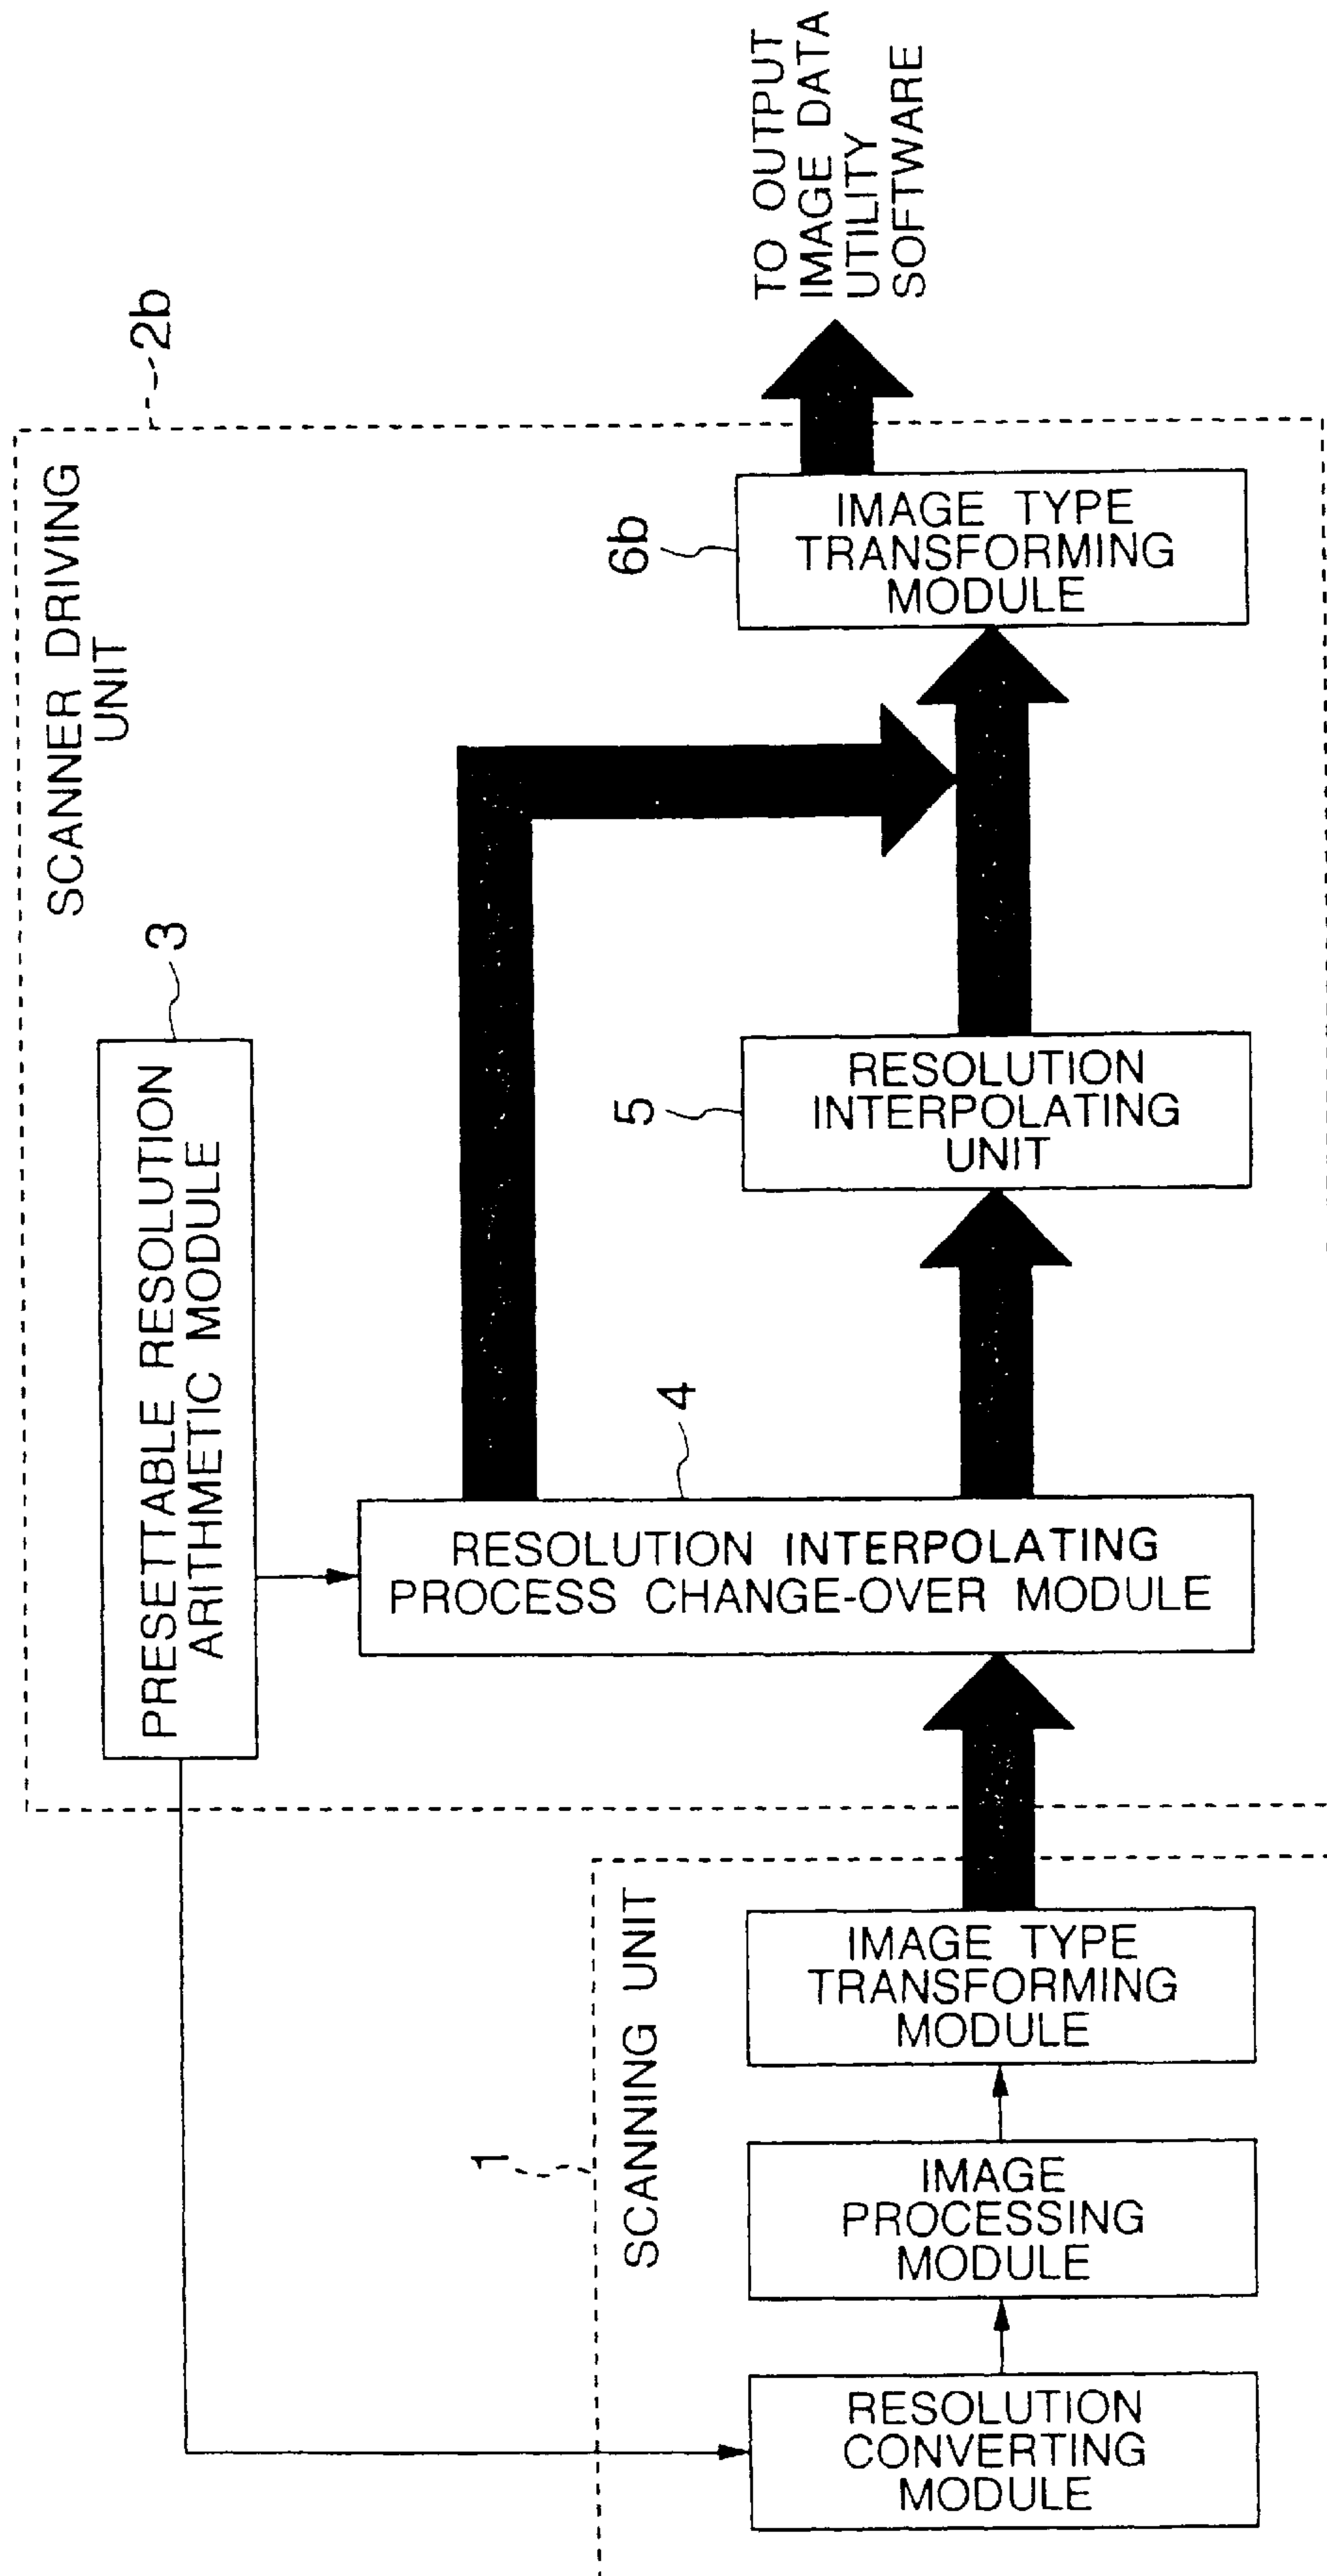 SCANNER DRIVING
UNIT
2b
PRESETTABLE RESOLUTION
ARITHMETIC MODULE
3
RESOLUTION INTERPOLATING
PROCESS CHANGE-OVER MODULE
4
RESOLUTION
INTERPOLATING
UNIT
5
IMAGE TYPE
TRANSFORMING
MODULE
6b
TO OUTPUT
IMAGE DATA
UTILITY
SOFTWARE
1
SCANNING UNIT
RESOLUTION
CONVERTING
MODULE
IMAGE
PROCESSING
MODULE
IMAGE TYPE
TRANSFORMING
MODULE